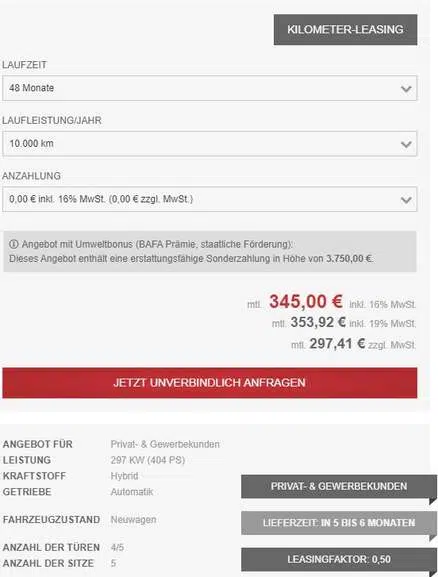 KILOMETER-LEASING
LAUFZEIT
48 Monate
LAUFLEISTUNG/JAHR
10.000 km
ANZAHLUNG
0,00 € inkl. 16% MwSt. (0,00 € zzgl. MwSt.)
Angebot mit Umweltbonus (BAFA Prämie, staatliche Förderung):
Dieses Angebot enthält eine erstattungsfähige Sonderzahlung in Höhe von 3.750,00 €.
mtl. 345,00 € inkl. 16% MwSt.
mtl. 353,92 € inkl. 19% MwSt.
mtl. 297,41 € zzgl. MwSt.
JETZT UNVERBINDLICH ANFRAGEN
ANGEBOT FÜR Privat- & Gewerbekunden
LEISTUNG 297 KW (404 PS)
KRAFTSTOFF Hybrid
GETRIEBE Automatik
PRIVAT- & GEWERBEKUNDEN
FAHRZEUGZUSTAND Neuwagen
LIEFERZEIT: IN 5 BIS 6 MONATEN
ANZAHL DER TÜREN 4/5
ANZAHL DER SITZE 5
LEASINGFAKTOR: 0,50